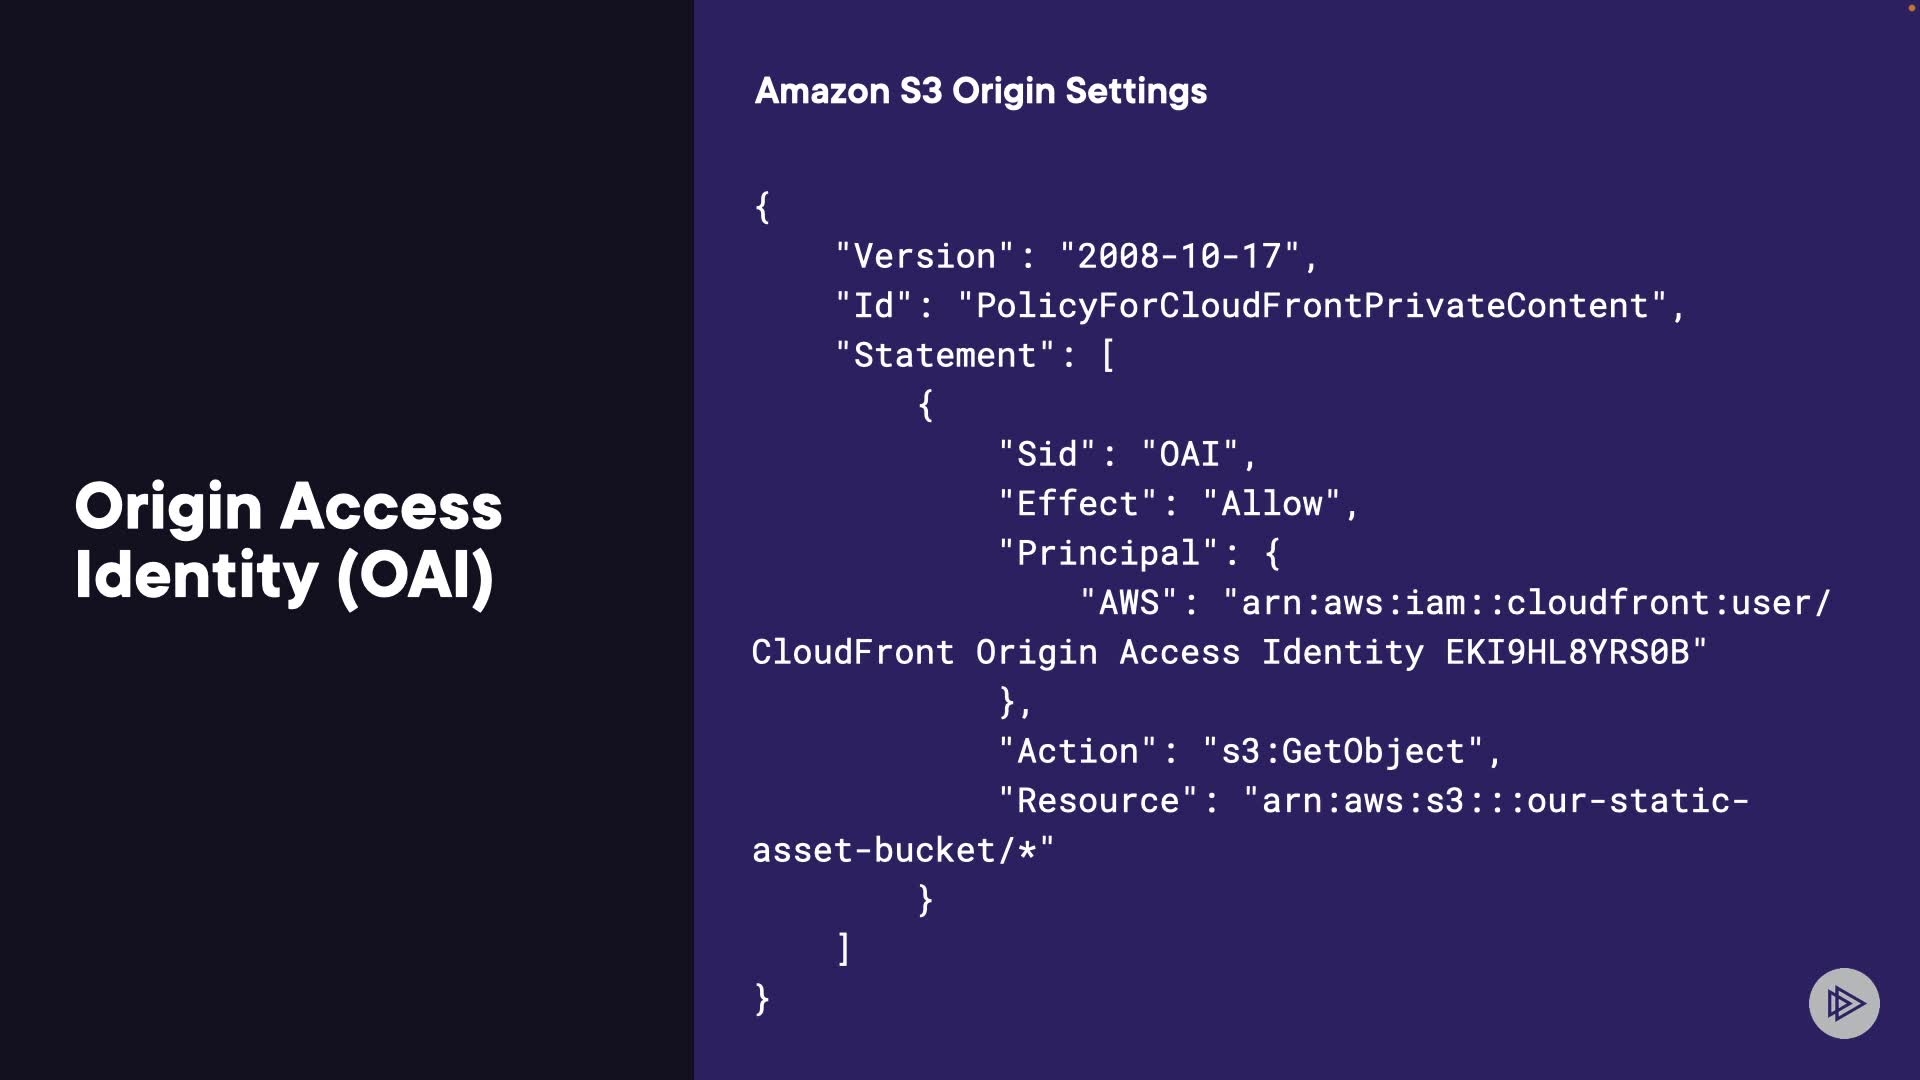 Origin Access
Identity (OAI)
Amazon S3 Origin Settings
{
"Version": "2008-10-17",
"Id": "PolicyForCloudFrontPrivateContent",
"Statement": [
{
"Sid": "OAI",
"Effect": "Allow",
"Principal": {
"AWS": "arn:aws:iam::cloudfront:user/
CloudFront Origin Access Identity EKI9HL8YRS0B"
},
"Action": "s3:GetObject",
"Resource": "arn:aws:s3:::our-static-
asset-bucket/*"
}
]
}